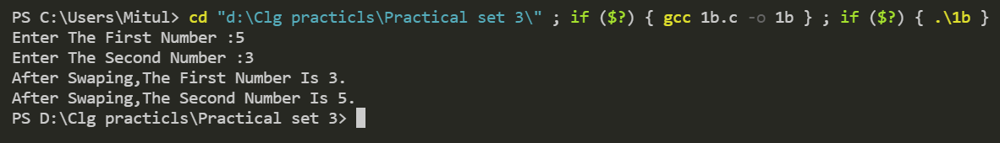 PS C:\Users\Mitul> cd "d:\Clg practicls\Practical set 3\" ; if ($?) { gcc 1b.c -o 1b } ; if ($?) { .\1b }
Enter The First Number :5
Enter The Second Number :3
After Swaping,The First Number Is 3.
After Swaping,The Second Number Is 5.
PS D:\Clg practicls\Practical set 3>